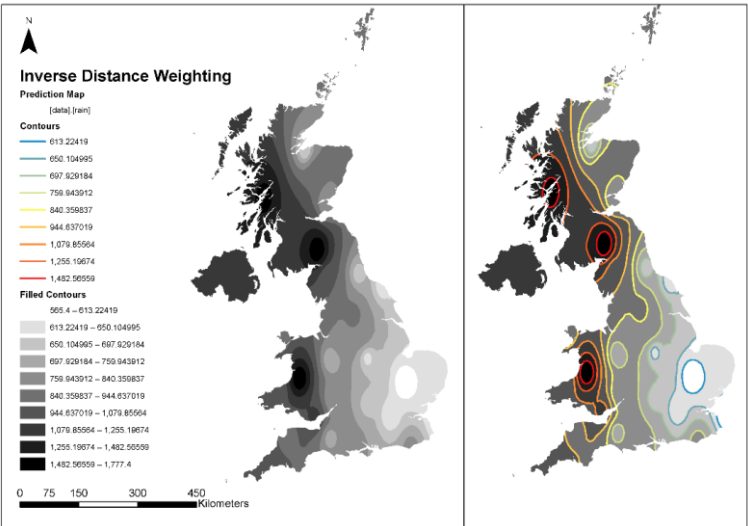 N
Inverse Distance Weighting
Prediction Map
[data].[rain]
Contours
613.22419
650.104995
697.929184
759.943912
840.359837
944.637019
1,079.85564
1,255.19674
1,482.56559
Filled Contours
565.4 – 613.22419
613.22419 – 650.104995
650.104995 – 697.929184
697.929184 – 759.943912
759.943912 – 840.359837
840.359837 – 944.637019
944.637019 – 1,079.85564
1,079.85564 – 1,255.19674
1,255.19674 – 1,482.56559
1,482.56559 – 1,777.4
0 75 150 300 450
Kilometers